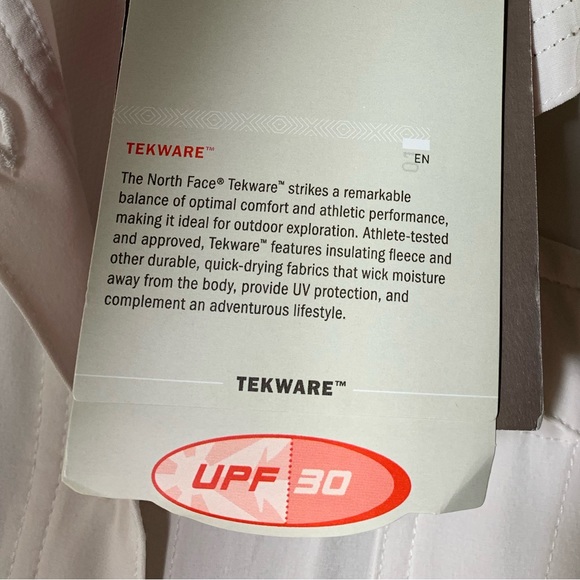 TEKWARE™
EN
01
The North Face® Tekware™ strikes a remarkable
balance of optimal comfort and athletic performance,
making it ideal for outdoor exploration. Athlete-tested
and approved, Tekware™ features insulating fleece and
other durable, quick-drying fabrics that wick moisture
away from the body, provide UV protection, and
complement an adventurous lifestyle.
TEKWARE™
UPF 30